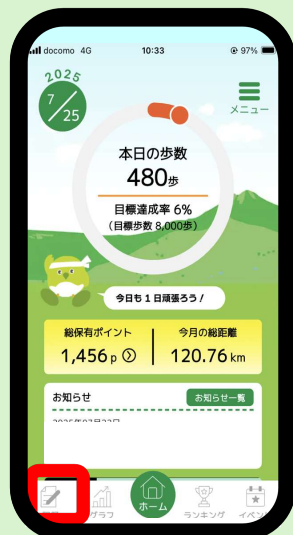 docomo 4G 10:33 97%
2025
7/25
メニュー
本日の歩数
480歩
目標達成率 6%
(目標歩数 8,000歩)
今日も1日頑張ろう!
総保有ポイント 今月の総距離
1,456 p 120.76 km
お知らせ お知らせ一覧
グラフ ホーム ランキング イベン